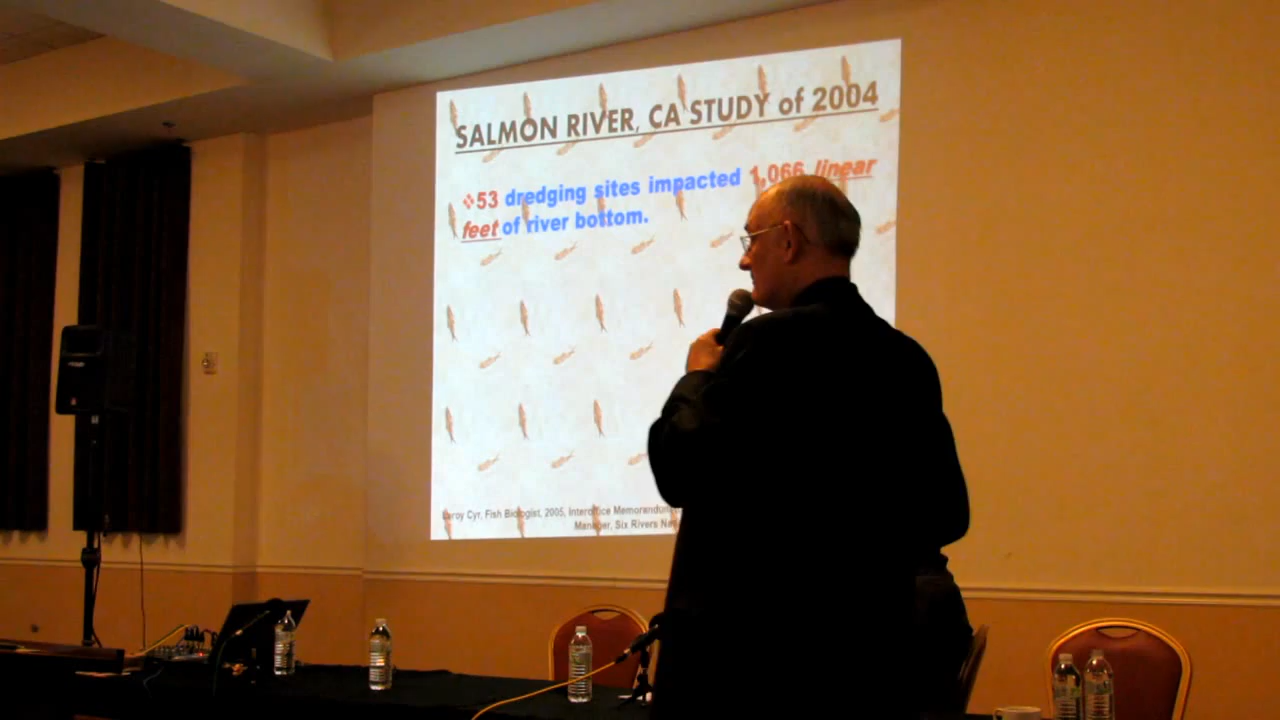 SALMON RIVER, CA STUDY of 2004
❖53 dredging sites impacted 1,066 linear
feet of river bottom.
Leroy Cyr, Fish Biologist, 2005, Interoffice Memorandum
Manager, Six Rivers